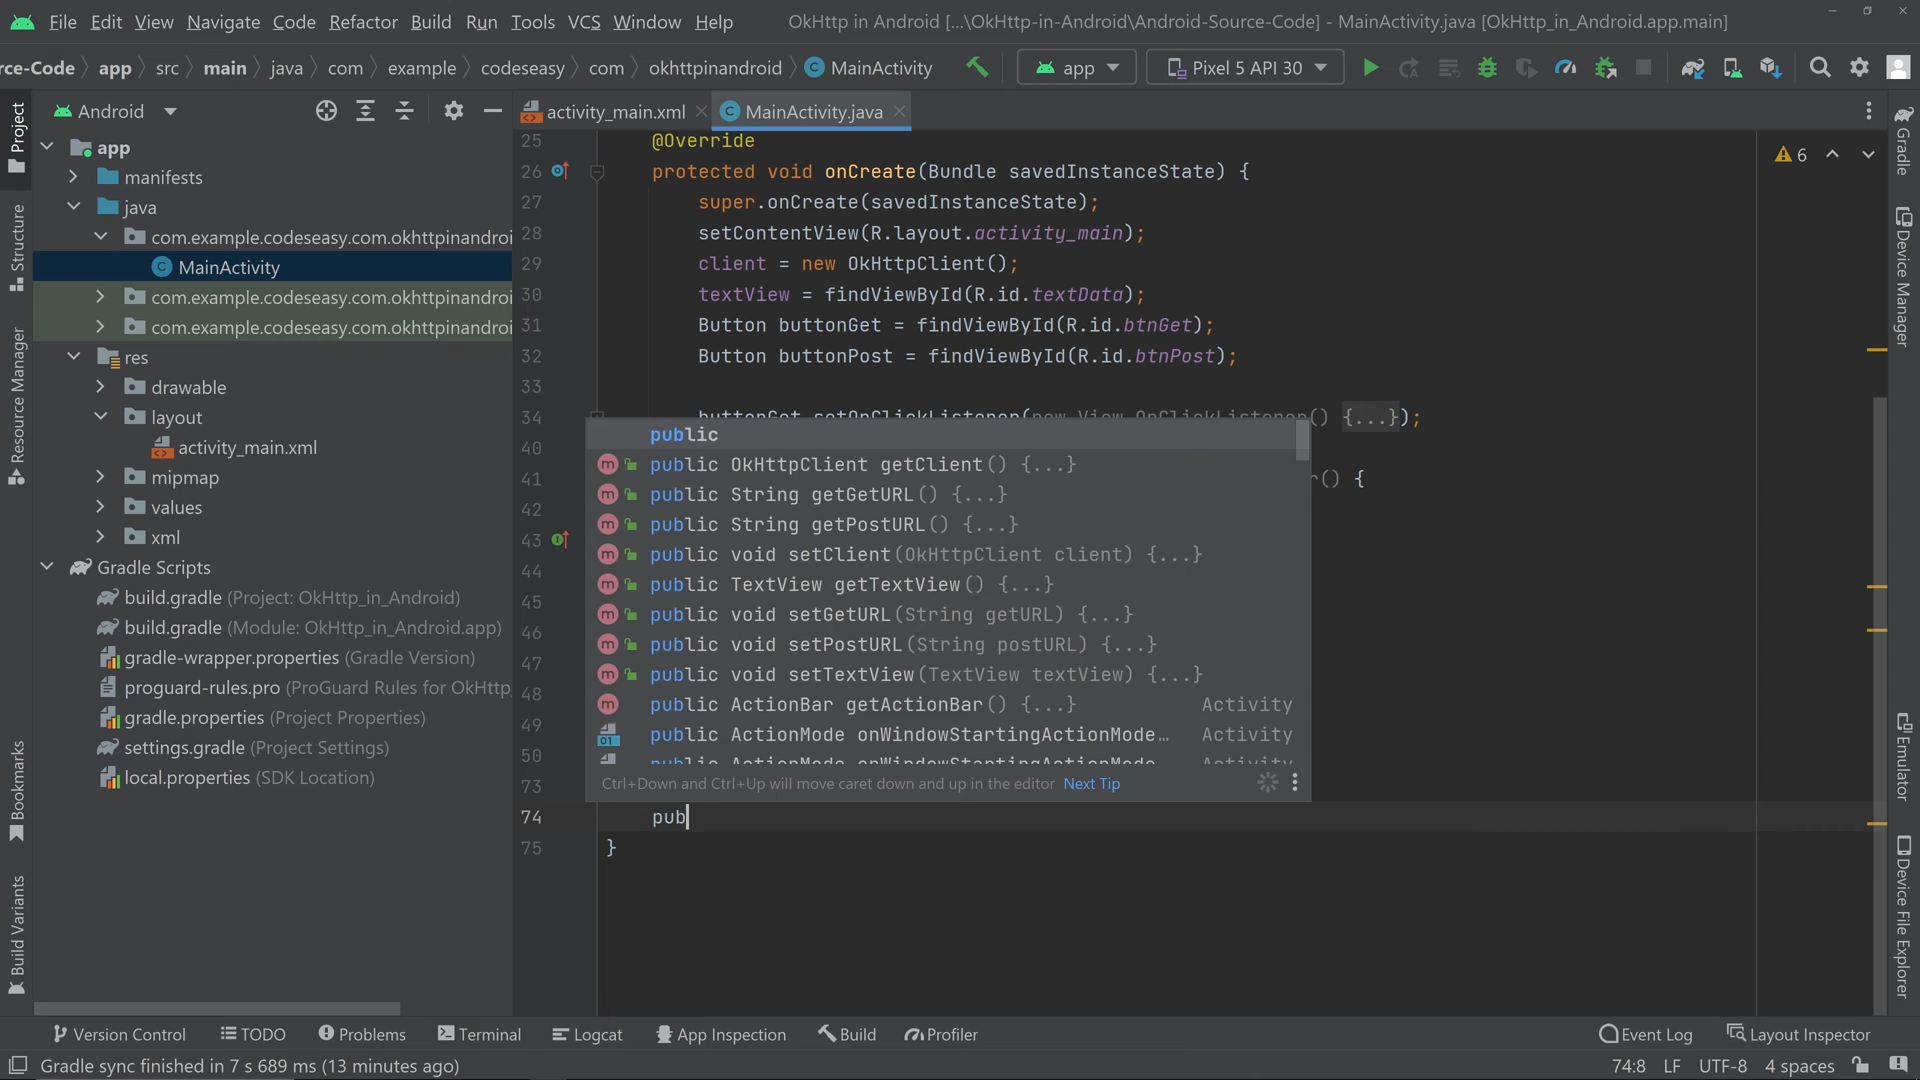 File Edit View Navigate Code Refactor Build Run Tools VCS Window Help OkHttp in Android [...\OkHttp-in-Android\Android-Source-Code] - MainActivity.java [OkHttp_in_Android.app.main]
rce-Code app src main java com example codeseasy com okhttpinandroid MainActivity app Pixel 5 API 30
Android
activity_main.xml MainActivity.java
Project
Structure
Resource Manager
Bookmarks
Build Variants
app
manifests
java
com.example.codeseasy.com.okhttpinandroi
MainActivity
com.example.codeseasy.com.okhttpinandroi
com.example.codeseasy.com.okhttpinandroi
res
drawable
layout
activity_main.xml
mipmap
values
xml
Gradle Scripts
build.gradle (Project: OkHttp_in_Android)
build.gradle (Module: OkHttp_in_Android.app)
gradle-wrapper.properties (Gradle Version)
proguard-rules.pro (ProGuard Rules for OkHttp
gradle.properties (Project Properties)
settings.gradle (Project Settings)
local.properties (SDK Location)
25 @Override
26 protected void onCreate(Bundle savedInstanceState) {
27 super.onCreate(savedInstanceState);
28 setContentView(R.layout.activity_main);
29 client = new OkHttpClient();
30 textView = findViewById(R.id.textData);
31 Button buttonGet = findViewById(R.id.btnGet);
32 Button buttonPost = findViewById(R.id.btnPost);
33
34 buttonGet.setOnClickListener(new View.OnClickListener() {...});
40
41 r() {
42
43
44
45
46
47
48
49
50
73
74 pub
75 }
public
public OkHttpClient getClient() {...}
public String getGetURL() {...}
public String getPostURL() {...}
public void setClient(OkHttpClient client) {...}
public TextView getTextView() {...}
public void setGetURL(String getURL) {...}
public void setPostURL(String postURL) {...}
public void setTextView(TextView textView) {...}
public ActionBar getActionBar() {...} Activity
public ActionMode onWindowStartingActionMode… Activity
public ActionMode onWindowStartingActionMode Activity
Ctrl+Down and Ctrl+Up will move caret down and up in the editor Next Tip
6
Gradle
Device Manager
Emulator
Device File Explorer
Version Control TODO Problems Terminal Logcat App Inspection Build Profiler Event Log Layout Inspector
Gradle sync finished in 7 s 689 ms (13 minutes ago) 74:8 LF UTF-8 4 spaces